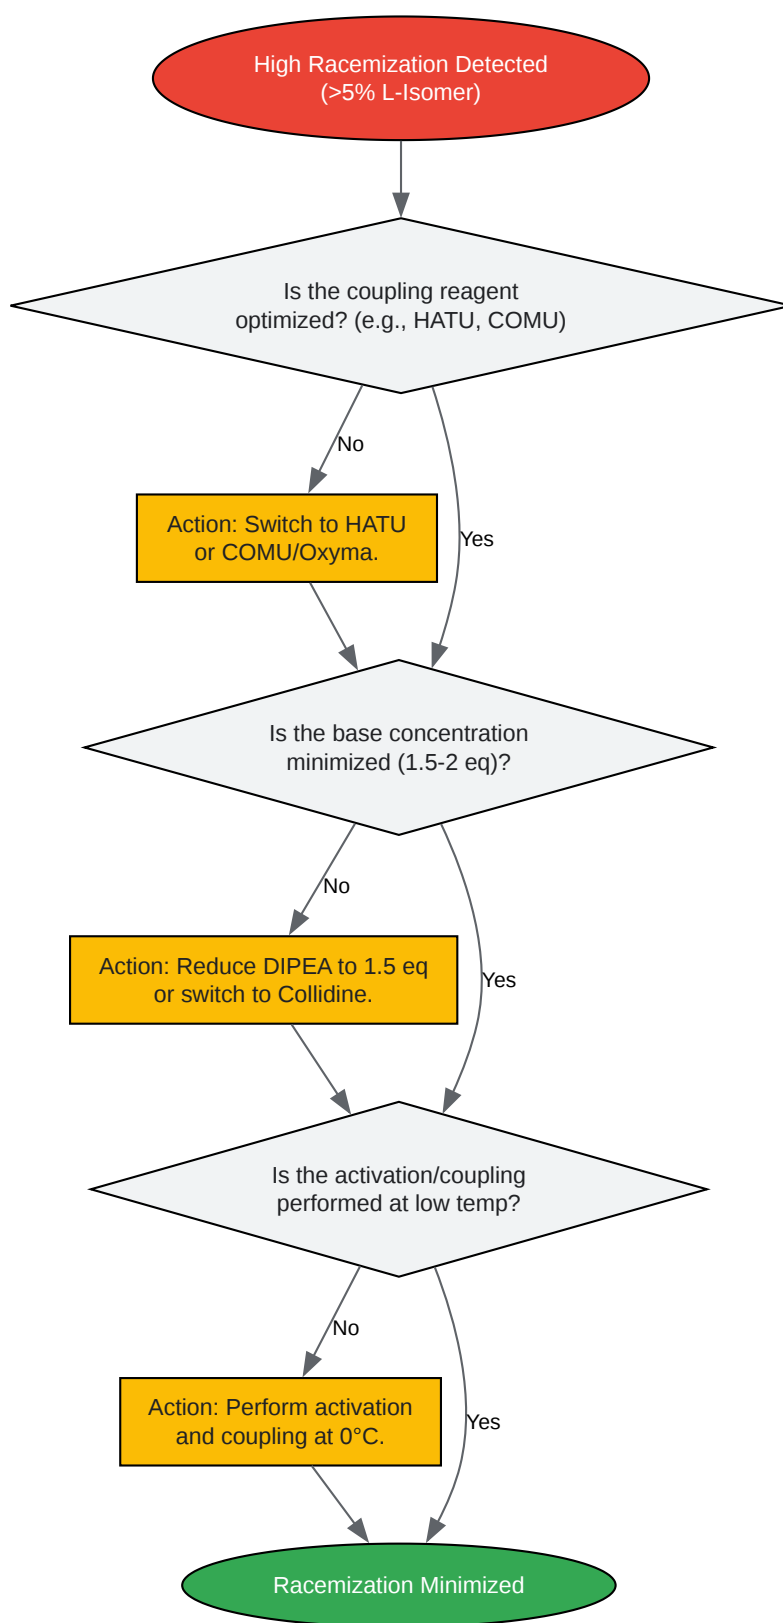 High Racemization Detected
(>5% L-Isomer)
Is the coupling reagent
optimized? (e.g., HATU, COMU)
No
Action: Switch to HATU
or COMU/Oxyma.
Yes
Is the base concentration
minimized (1.5-2 eq)?
No
Action: Reduce DIPEA to 1.5 eq
or switch to Collidine.
Yes
Is the activation/coupling
performed at low temp?
No
Action: Perform activation
and coupling at 0°C.
Yes
Racemization Minimized